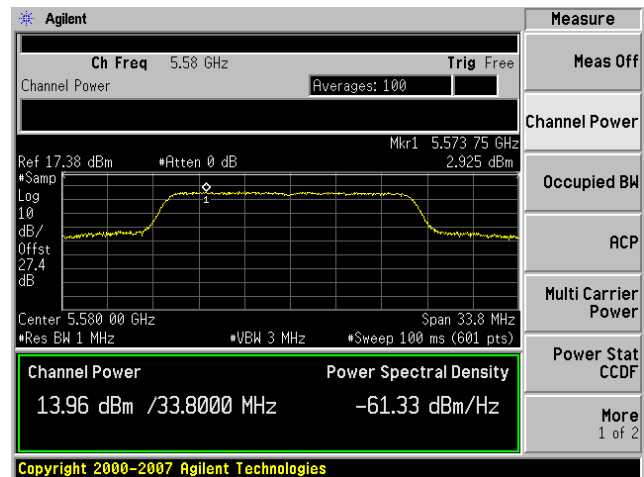 Agilent
Measure
Ch Freq 5.58 GHz Trig Free
Channel Power Averages: 100
Mkr1 5.573 75 GHz
Ref 17.38 dBm #Atten 0 dB 2.925 dBm
#Samp
Log
10
dB/
Offst
27.4
dB
1
Center 5.580 00 GHz Span 33.8 MHz
#Res BW 1 MHz #VBW 3 MHz #Sweep 100 ms (601 pts)
Channel Power Power Spectral Density
13.96 dBm /33.8000 MHz -61.33 dBm/Hz
Copyright 2000-2007 Agilent Technologies
Meas Off
Channel Power
Occupied BW
ACP
Multi Carrier
Power
Power Stat
CCDF
More
1 of 2